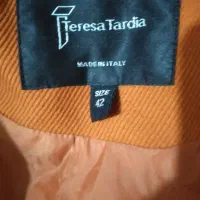 Teresa Tardia
MADE IN ITALY
SIZE
42